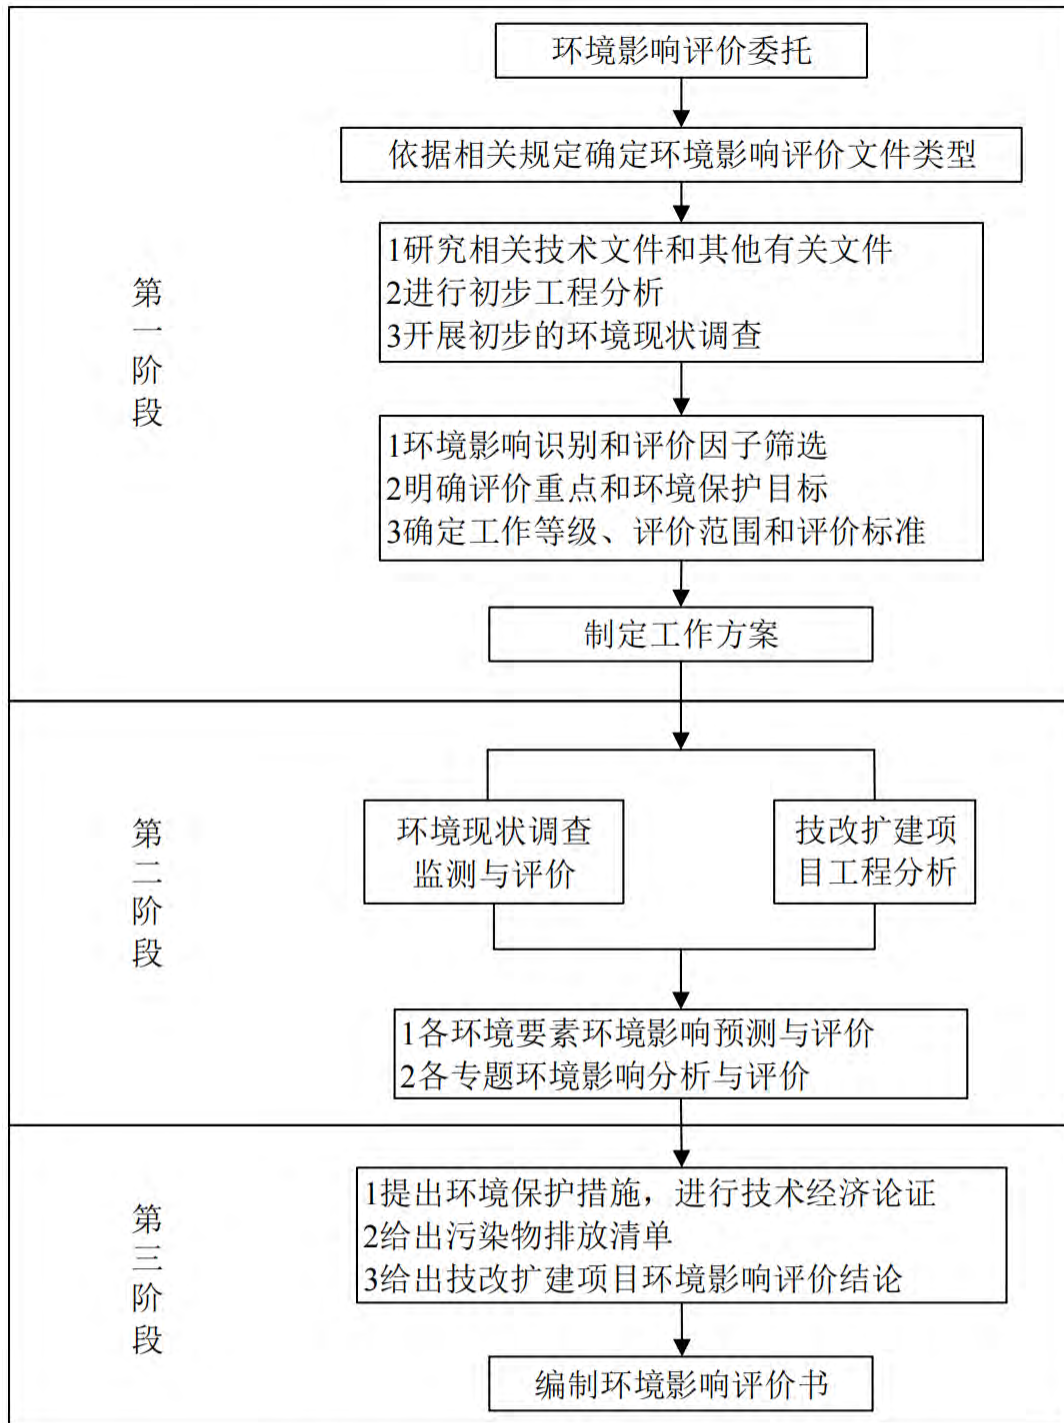 环境影响评价委托
依据相关规定确定环境影响评价文件类型
1研究相关技术文件和其他有关文件
2进行初步工程分析
3开展初步的环境现状调查
第一阶段
1环境影响识别和评价因子筛选
2明确评价重点和环境保护目标
3确定工作等级、评价范围和评价标准
制定工作方案
第二阶段
环境现状调查
监测与评价
技改扩建项
目工程分析
1各环境要素环境影响预测与评价
2各专题环境影响分析与评价
第三阶段
1提出环境保护措施，进行技术经济论证
2给出污染物排放清单
3给出技改扩建项目环境影响评价结论
编制环境影响评价书